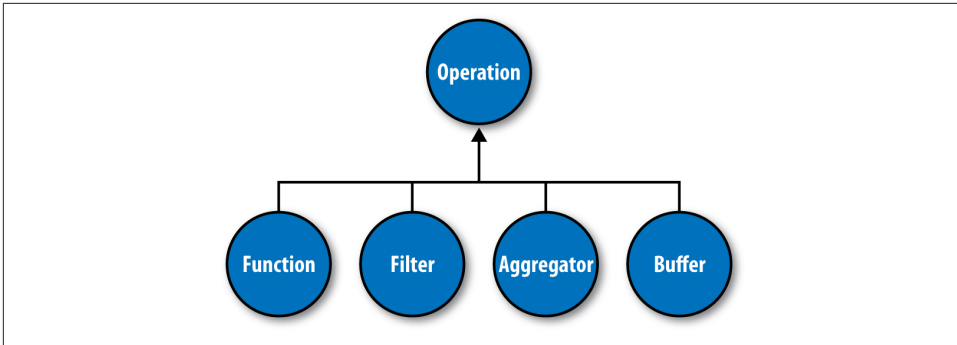 Operation
Function
Filter
Aggregator
Buffer